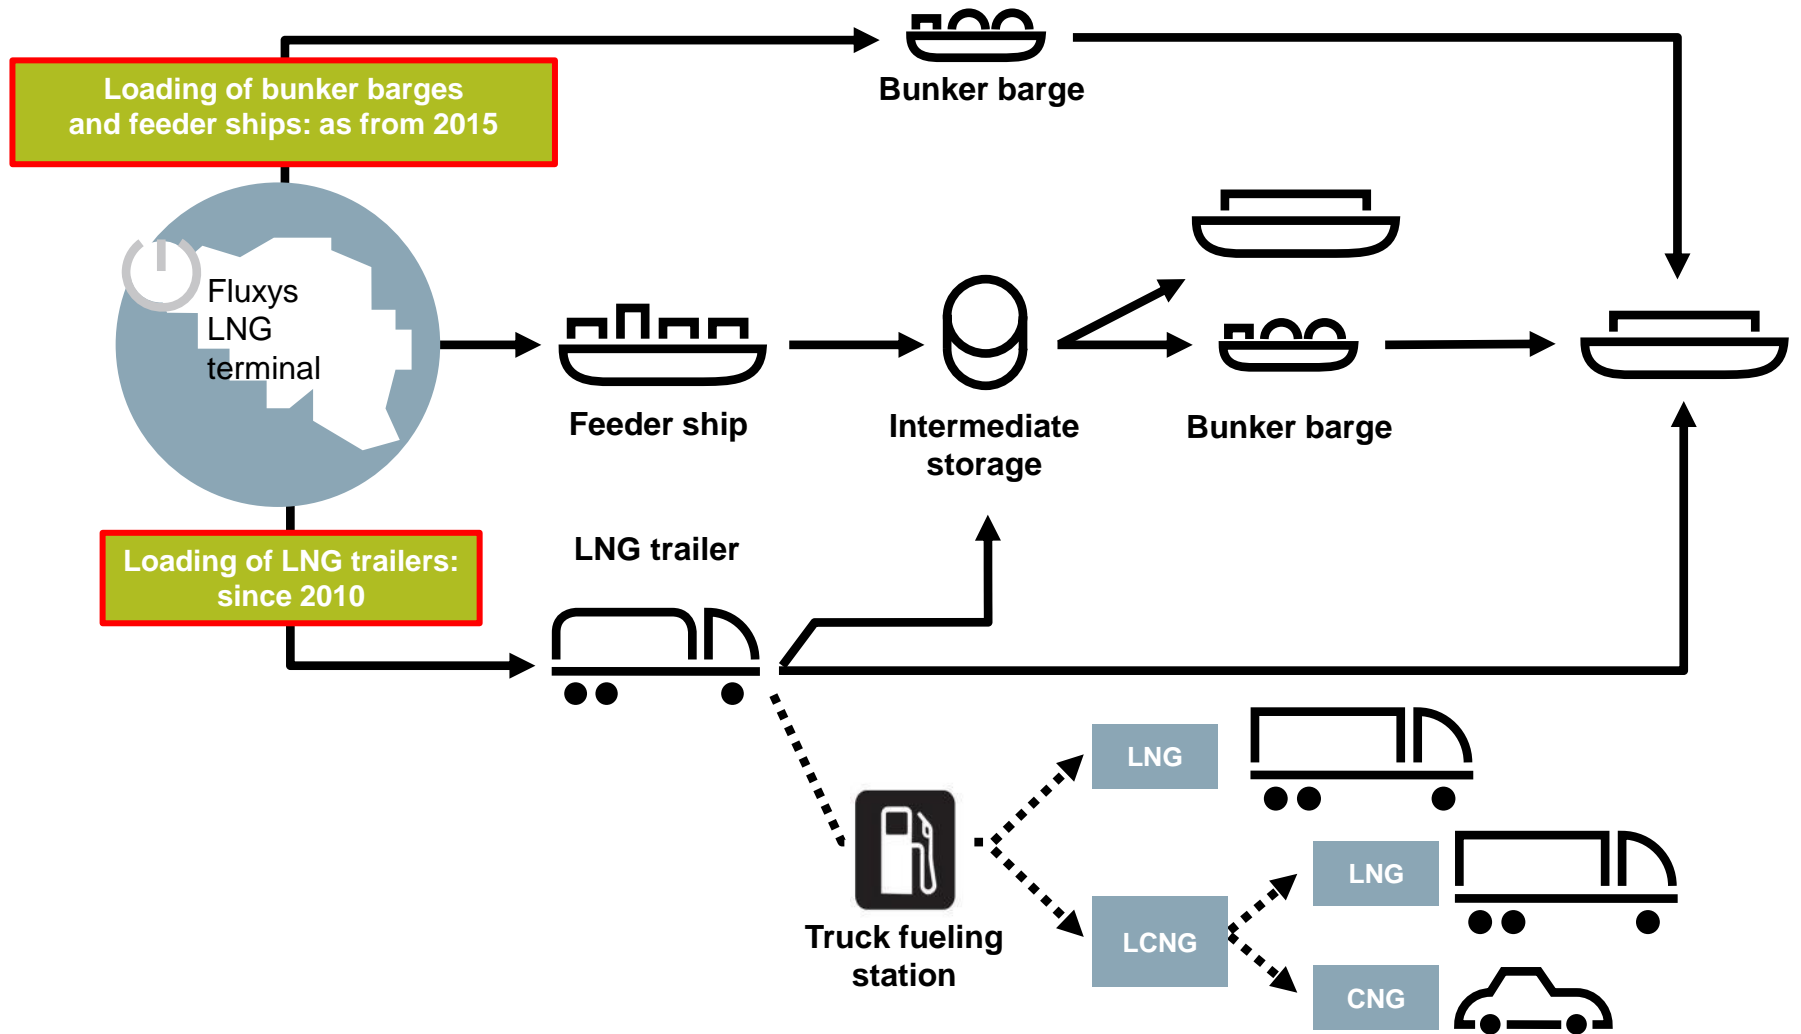 Loading of bunker barges
and feeder ships: as from 2015
Bunker barge
Fluxys
LNG
terminal
Feeder ship
Intermediate
storage
Bunker barge
Loading of LNG trailers:
since 2010
LNG trailer
LNG
LNG
Truck fueling
station
LCNG
CNG